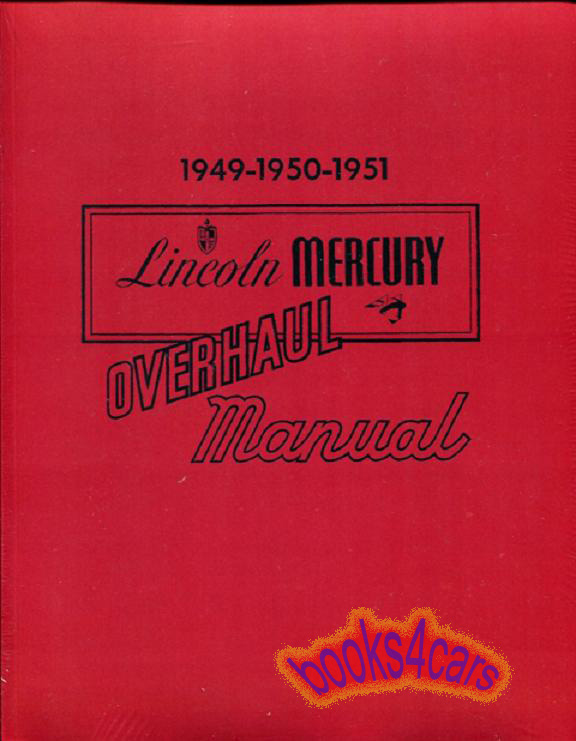 1949-1950-1951
Lincoln MERCURY
OVERHAUL
Manual
books4cars